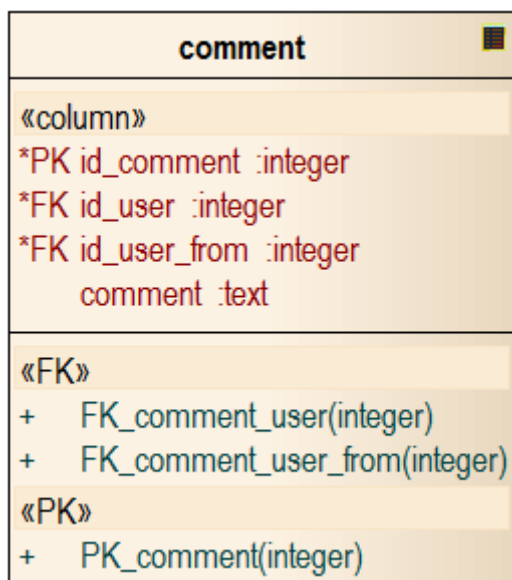 comment
«column»
*PK id_comment :integer
*FK id_user :integer
*FK id_user_from :integer
comment :text
«FK»
+ FK_comment_user(integer)
+ FK_comment_user_from(integer)
«PK»
+ PK_comment(integer)